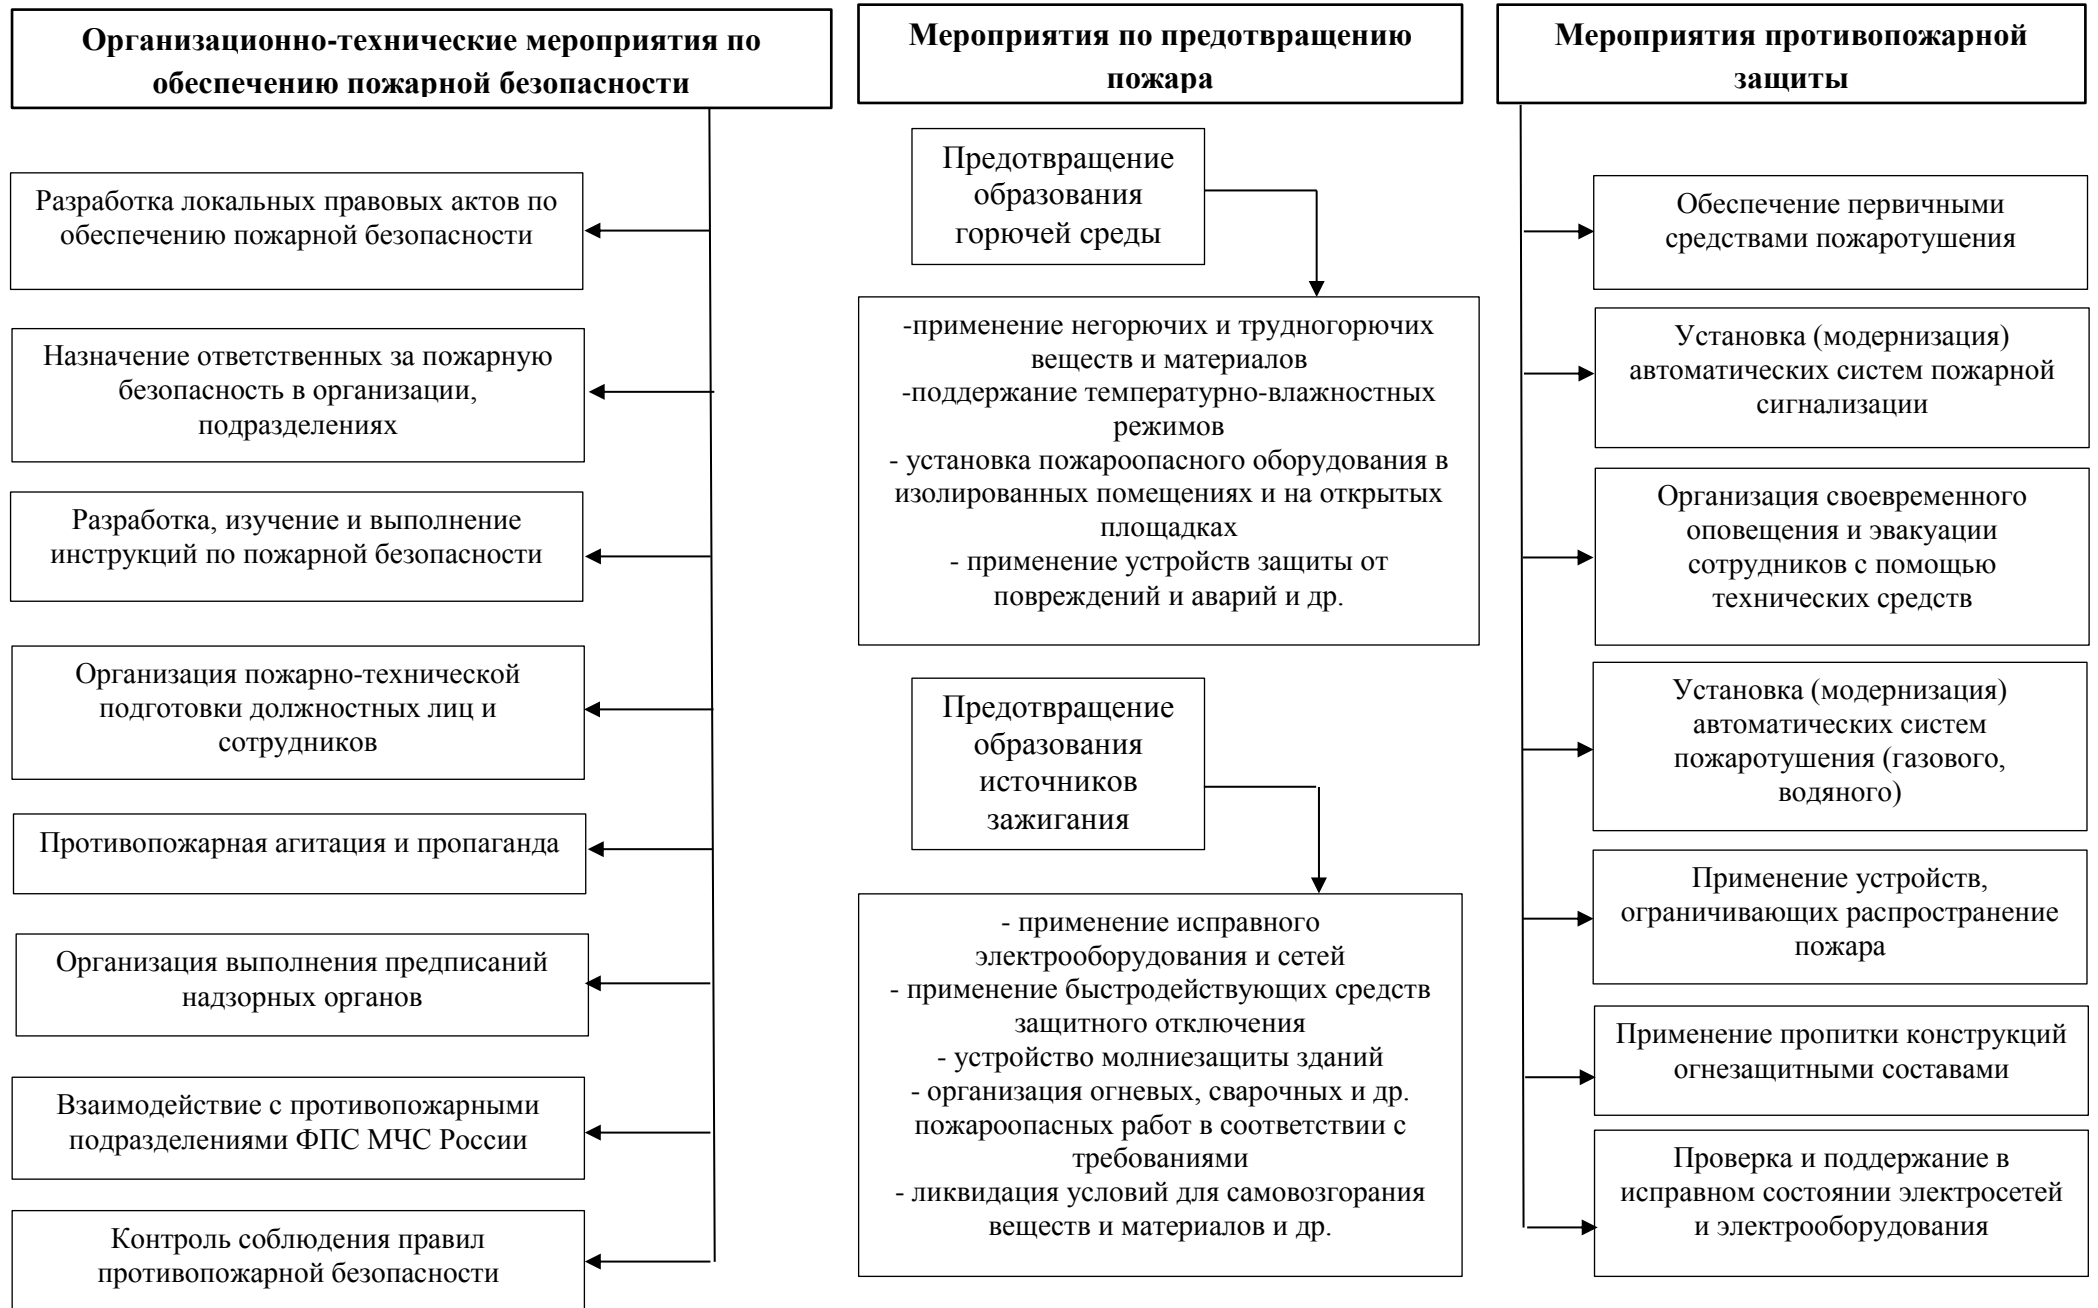 Организационно-технические мероприятия по
обеспечению пожарной безопасности
Разработка локальных правовых актов по
обеспечению пожарной безопасности
Назначение ответственных за пожарную
безопасность в организации,
подразделениях
Разработка, изучение и выполнение
инструкций по пожарной безопасности
Организация пожарно-технической
подготовки должностных лиц и
сотрудников
Противопожарная агитация и пропаганда
Организация выполнения предписаний
надзорных органов
Взаимодействие с противопожарными
подразделениями ФПС МЧС России
Контроль соблюдения правил
противопожарной безопасности
Мероприятия по предотвращению
пожара
Предотвращение
образования
горючей среды
-применение негорючих и трудногорючих
веществ и материалов
-поддержание температурно-влажностных
режимов
- установка пожароопасного оборудования в
изолированных помещениях и на открытых
площадках
- применение устройств защиты от
повреждений и аварий и др.
Предотвращение
образования
источников
зажигания
- применение исправного
электрооборудования и сетей
- применение быстродействующих средств
защитного отключения
- устройство молниезащиты зданий
- организация огневых, сварочных и др.
пожароопасных работ в соответствии с
требованиями
- ликвидация условий для самовозгорания
веществ и материалов и др.
Мероприятия противопожарной
защиты
Обеспечение первичными
средствами пожаротушения
Установка (модернизация)
автоматических систем пожарной
сигнализации
Организация своевременного
оповещения и эвакуации
сотрудников с помощью
технических средств
Установка (модернизация)
автоматических систем
пожаротушения (газового,
водяного)
Применение устройств,
ограничивающих распространение
пожара
Применение пропитки конструкций
огнезащитными составами
Проверка и поддержание в
исправном состоянии электросетей
и электрооборудования